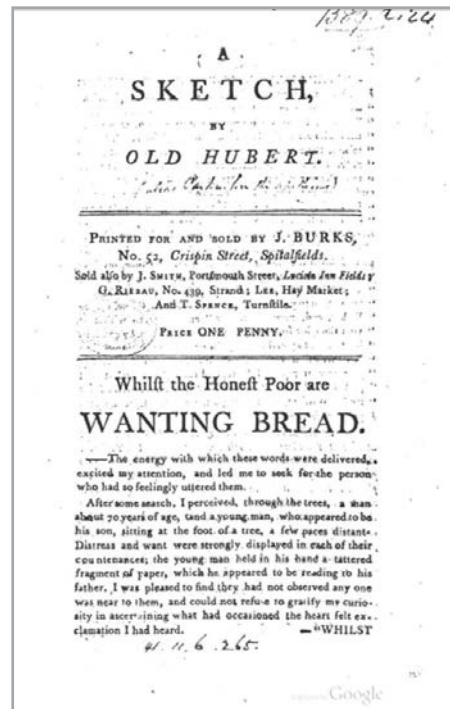 A
SKETCH,
BY
OLD HUBERT.
PRINTED FOR AND SOLD BY J. BURKS,
No. 52, Crispin Street, Spitalfields.
Sold also by J. SMITH, Portſmouth Street, Lincoln Inn Fields;
G. RIEBAU, No. 439, Strand; LEE, Hay Market;
And T. SPENCE, Turnſtile.
PRICE ONE PENNY.
Whilſt the Honeſt Poor are
WANTING BREAD.
——The energy with which theſe words were delivered,
excited my attention, and led me to ſeek for the perſon
who had ſo feelingly uttered them.
After ſome ſearch, I perceived, through the trees, a man
about 70 years of age, and a young man, who appeared to be
his ſon, ſitting at the foot of a tree, a few paces diſtant.
Diſtreſs and want were ſtrongly diſplayed in each of their
countenances; the young man held in his hand a tattered
fragment of paper, which he appeared to be reading to his
father. I was pleaſed to find they had not obſerved any one
was near to them, and could not refuſe to gratify my curio-
ſity in aſcertaining what had occaſioned the heart felt ex-
clamation I had heard. —"WHILST
41. 11. 6. 265.
Google